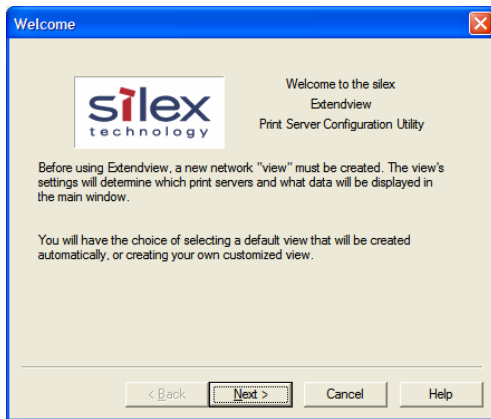 Welcome
silex
technology
Welcome to the silex
Extendview
Print Server Configuration Utility
Before using Extendview, a new network "view" must be created. The view's
settings will determine which print servers and what data will be displayed in
the main window.
You will have the choice of selecting a default view that will be created
automatically, or creating your own customized view.
< Back
Next >
Cancel
Help